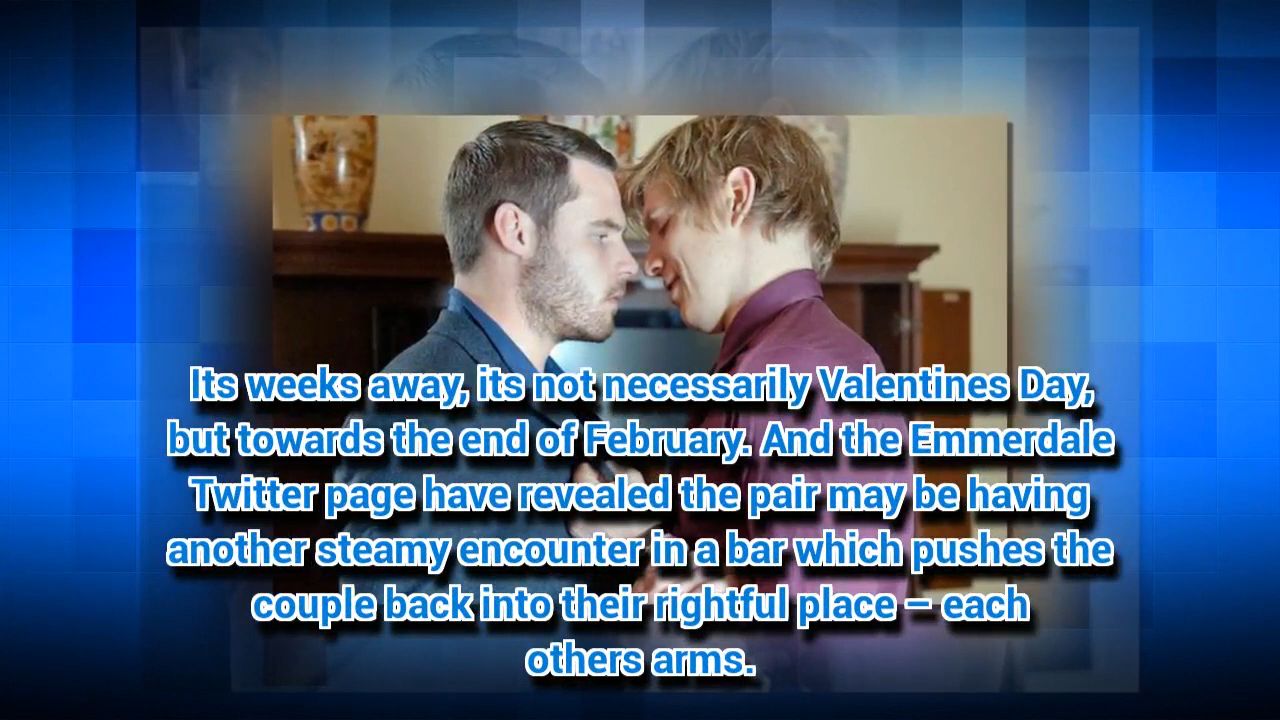 Its weeks away, its not necessarily Valentines Day,
but towards the end of February. And the Emmerdale
Twitter page have revealed the pair may be having
another steamy encounter in a bar which pushes the
couple back into their rightful place – each
others arms.